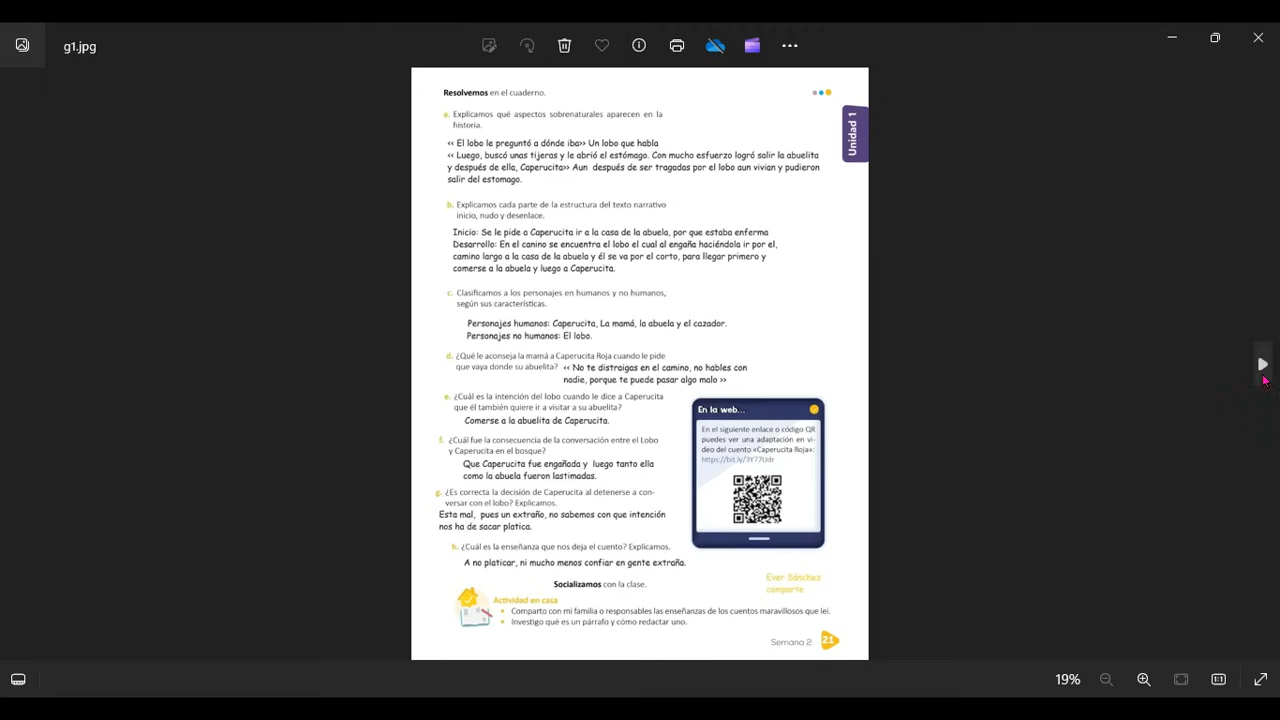 g1.jpg
Resolvemos en el cuaderno.
Unidad 1
a. Explicamos qué aspectos sobrenaturales aparecen en la
historia.
<< El lobo le preguntó a dónde iba>> Un lobo que habla
<< Luego, buscó unas tijeras y le abrió el estómago. Con mucho esfuerzo logró salir la abuelita
y después de ella, Caperucita>> Aun después de ser tragadas por el lobo aun vivian y pudieron
salir del estomago.
b. Explicamos cada parte de la estructura del texto narrativo
inicio, nudo y desenlace.
Inicio: Se le pide a Caperucita ir a la casa de la abuela, por que estaba enferma
Desarrollo: En el canino se encuentra el lobo el cual al engaña haciéndola ir por el,
camino largo a la casa de la abuela y él se va por el corto, para llegar primero y
comerse a la abuela y luego a Caperucita.
c. Clasificamos a los personajes en humanos y no humanos,
según sus características.
Personajes humanos: Caperucita, La mamá, la abuela y el cazador.
Personajes no humanos: El lobo.
d. ¿Qué le aconseja la mamá a Caperucita Roja cuando le pide
que vaya donde su abuelita? << No te distraigas en el camino, no hables con
nadie, porque te puede pasar algo malo >>
e. ¿Cuál es la intención del lobo cuando le dice a Caperucita
que él también quiere ir a visitar a su abuelita?
Comerse a la abuelita de Caperucita.
f. ¿Cuál fue la consecuencia de la conversación entre el Lobo
y Caperucita en el bosque?
Que Caperucita fue engañada y luego tanto ella
como la abuela fueron lastimadas.
g. ¿Es correcta la decisión de Caperucita al detenerse a con-
versar con el lobo? Explicamos.
Esta mal, pues un extraño, no sabemos con que intención
nos ha de sacar platica.
h. ¿Cuál es la enseñanza que nos deja el cuento? Explicamos.
A no platicar, ni mucho menos confiar en gente extraña.
En la web...
En el siguiente enlace o código QR
puedes ver una adaptación en vi-
deo del cuento «Caperucita Roja»:
https://bit.ly/3Y77Udr
Socializamos con la clase.
Ever Sánchez
comparte
Actividad en casa
• Comparto con mi familia o responsables las enseñanzas de los cuentos maravillosos que leí.
• Investigo qué es un párrafo y cómo redactar uno.
Semana 2 21
19%